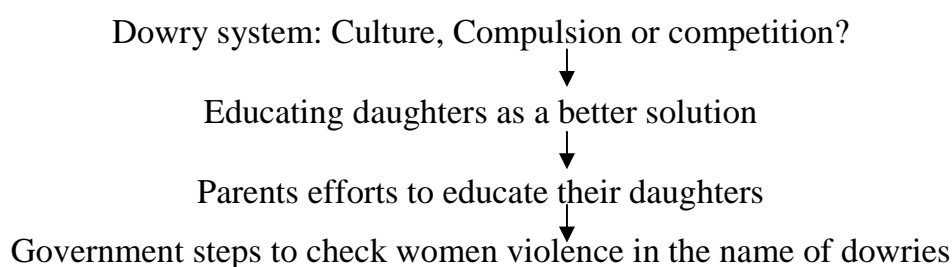 Dowry system: Culture, Compulsion or competition?
Educating daughters as a better solution
Parents efforts to educate their daughters
Government steps to check women violence in the name of dowries